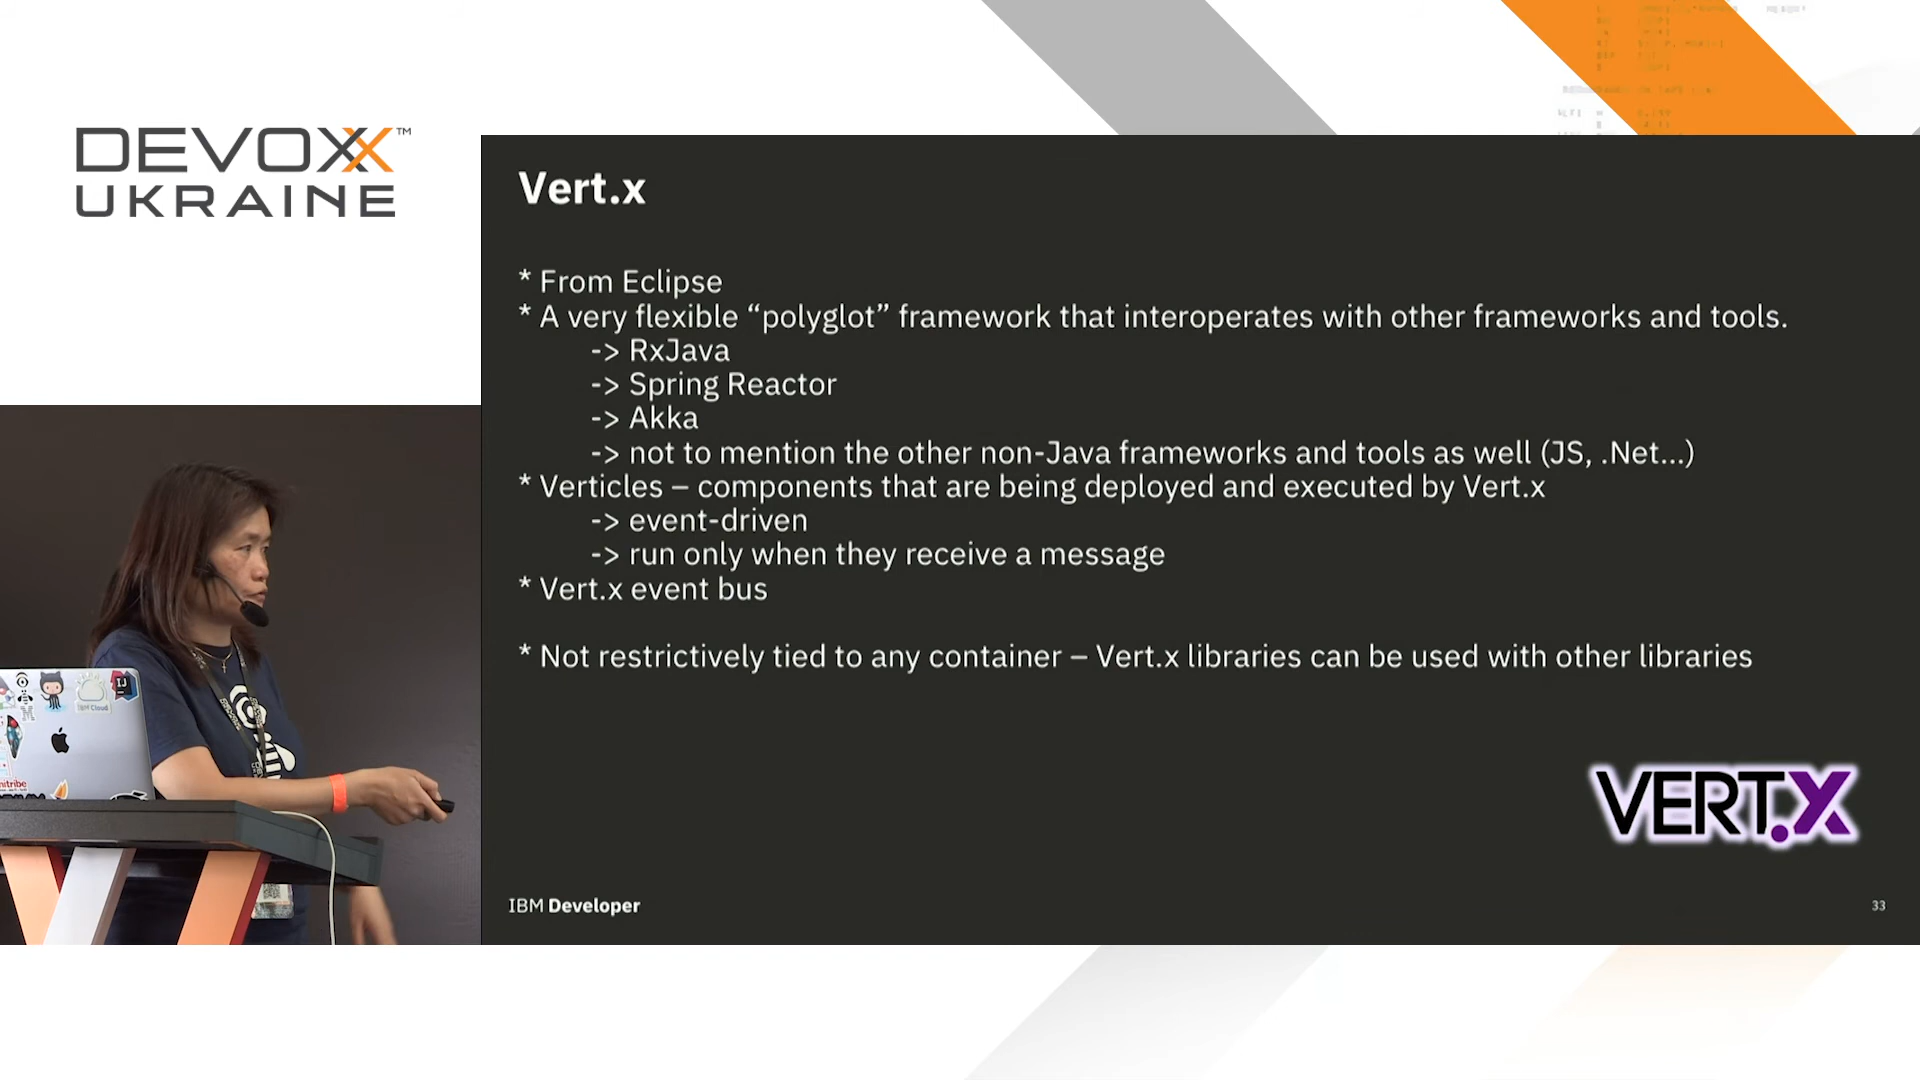 DEVOXX™
UKRAINE
Vert.x
* From Eclipse
* A very flexible “polyglot” framework that interoperates with other frameworks and tools.
-> RxJava
-> Spring Reactor
-> Akka
-> not to mention the other non-Java frameworks and tools as well (JS, .Net…)
* Verticles – components that are being deployed and executed by Vert.x
-> event-driven
-> run only when they receive a message
* Vert.x event bus
* Not restrictively tied to any container – Vert.x libraries can be used with other libraries
VERT.X
IBM Developer
33
IJ
IBM Cloud